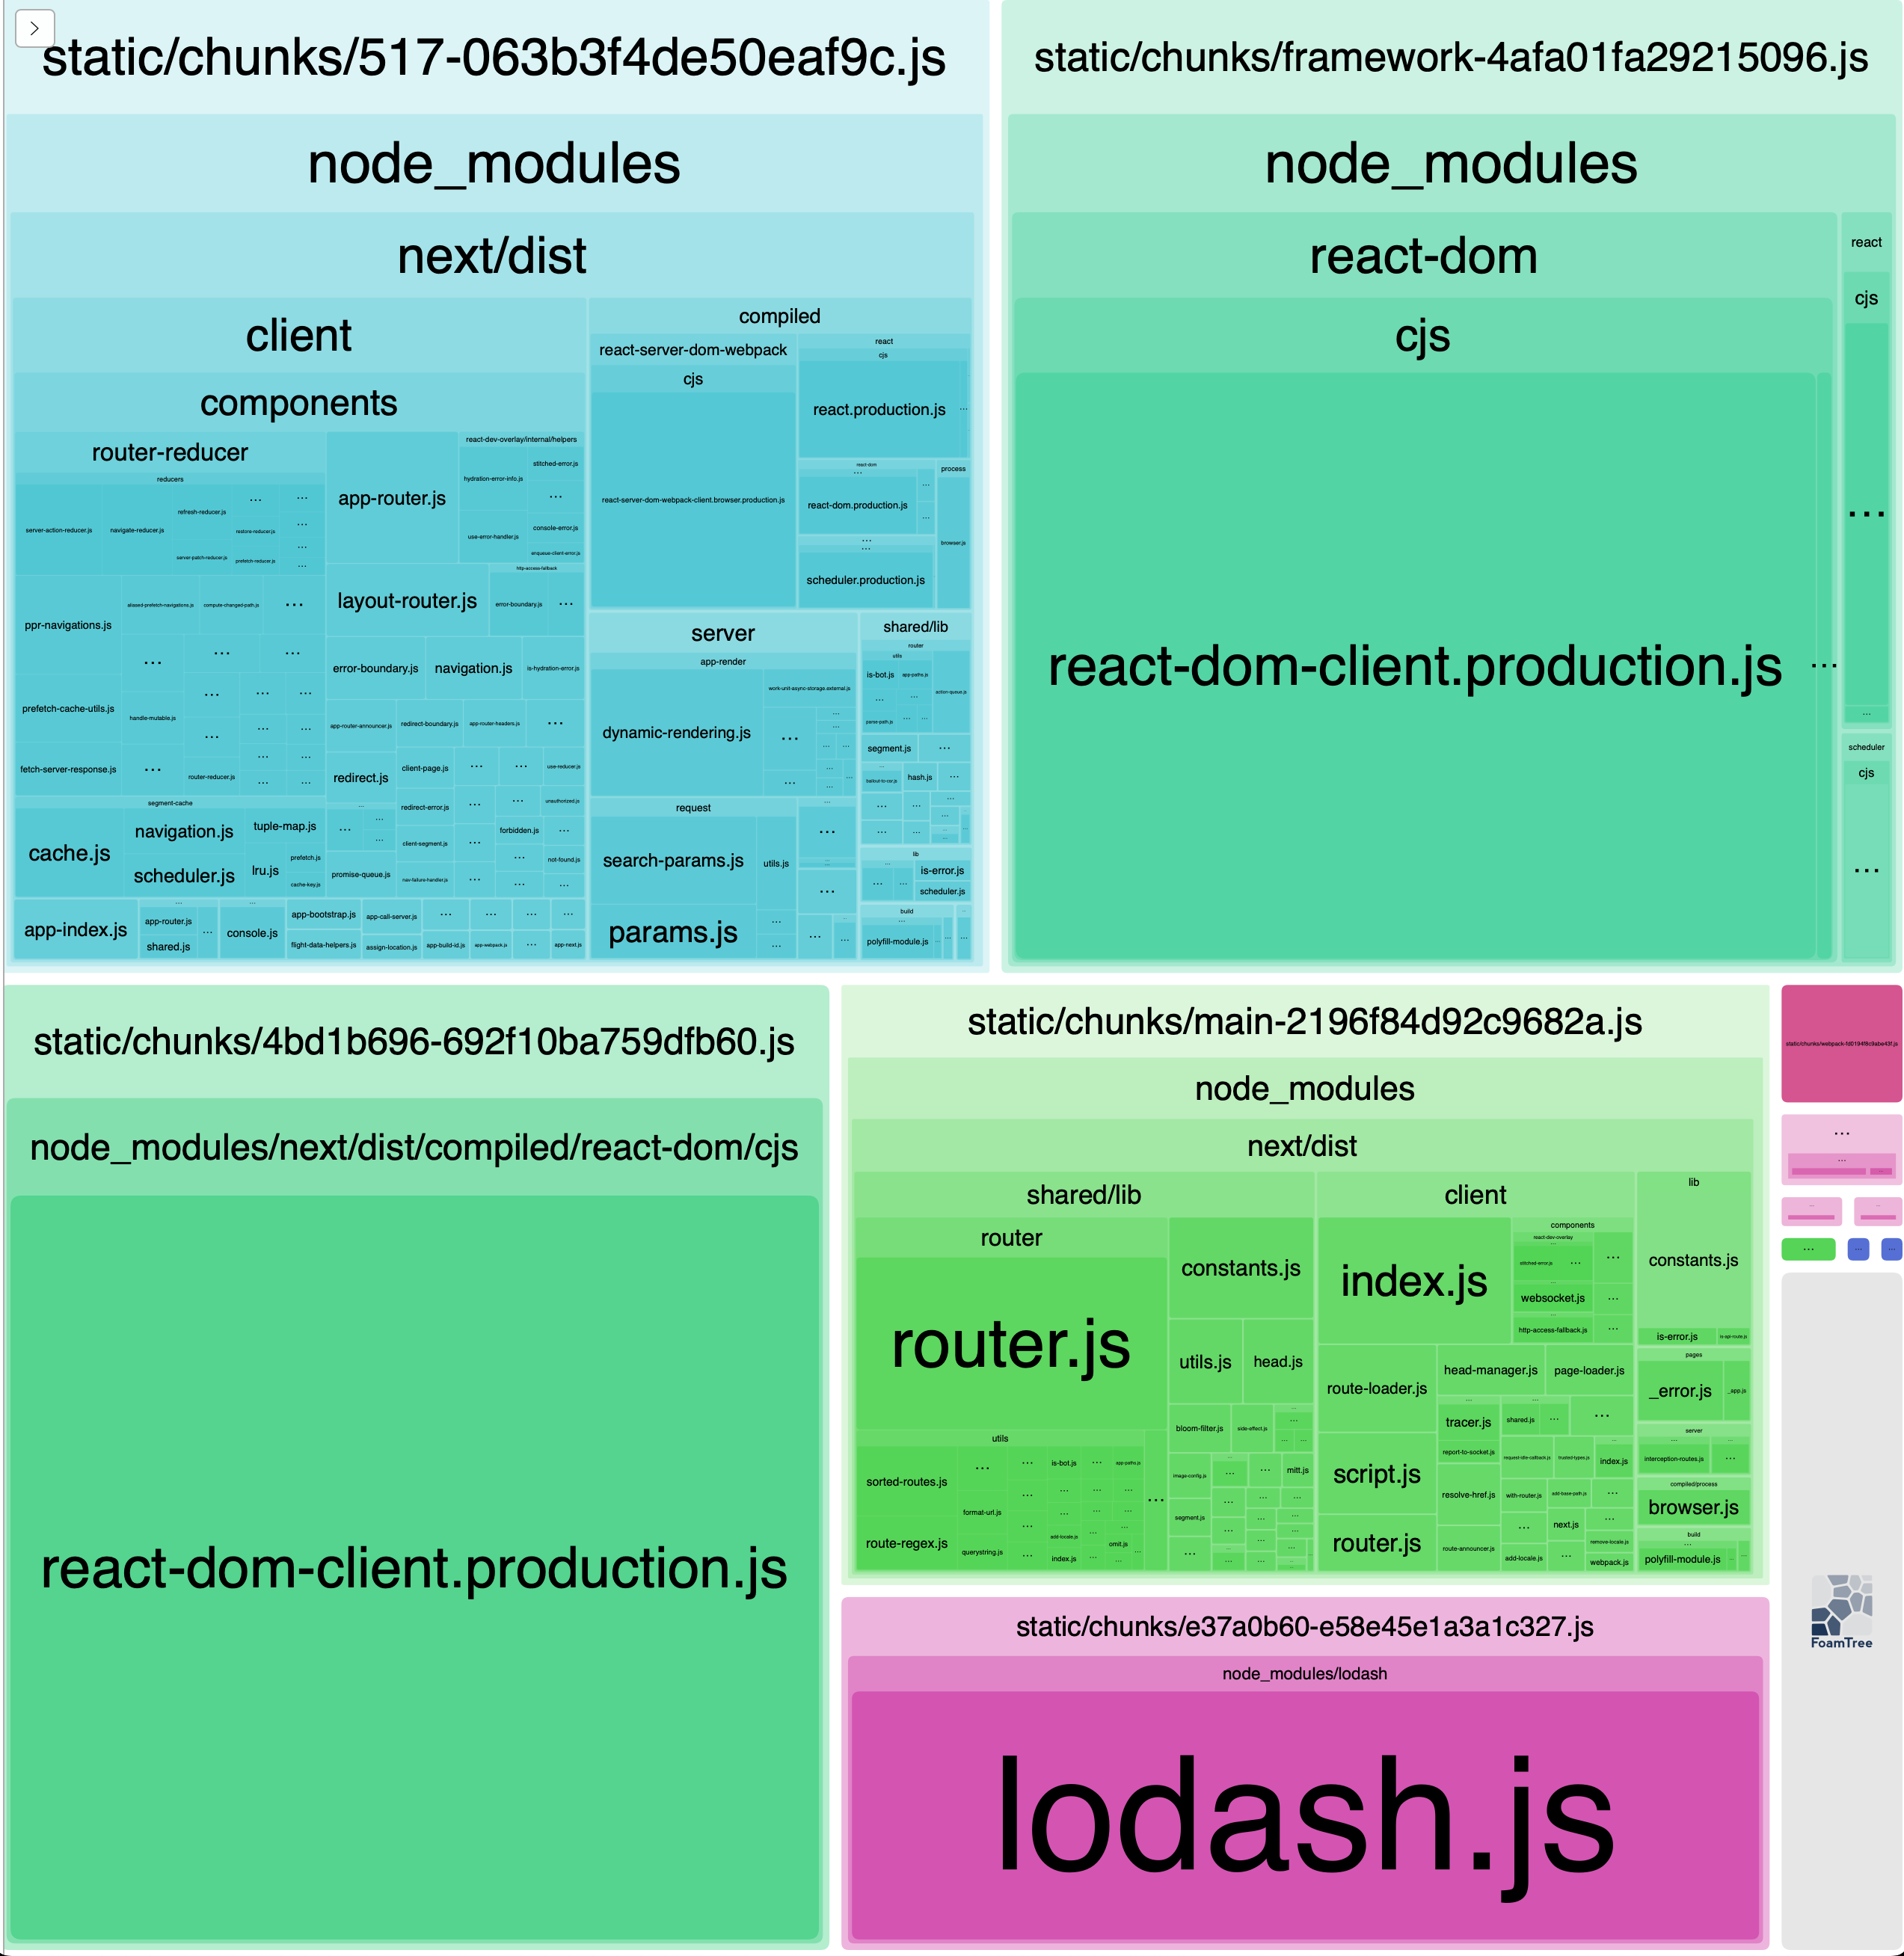 static/chunks/517-063b3f4de50eaf9c.js
node_modules
next/dist
client
components
router-reducer
reducers
server-action-reducer.js
navigate-reducer.js
refresh-reducer.js
server-patch-reducer.js
...
...
restore-reducer.js
prefetch-reducer.js
ppr-navigations.js
aliased-prefetch-navigations.js
compute-changed-path.js
...
prefetch-cache-utils.js
handle-mutable.js
fetch-server-response.js
router-reducer.js
segment-cache
cache.js
navigation.js
scheduler.js
tuple-map.js
lru.js
prefetch.js
cache-key.js
app-router.js
react-dev-overlay/internal/helpers
hydration-error-info.js
stitched-error.js
...
use-error-handler.js
console-error.js
enqueue-client-error.js
layout-router.js
http-access-fallback
error-boundary.js
...
error-boundary.js
navigation.js
is-hydration-error.js
app-router-announcer.js
redirect-boundary.js
app-router-headers.js
...
redirect.js
client-page.js
use-reducer.js
redirect-error.js
unauthorized.js
forbidden.js
client-segment.js
not-found.js
promise-queue.js
nav-failure-handler.js
app-index.js
app-router.js
shared.js
...
console.js
app-bootstrap.js
flight-data-helpers.js
app-call-server.js
assign-location.js
app-build-id.js
app-webpack.js
app-next.js
compiled
react-server-dom-webpack
cjs
react-server-dom-webpack-client.browser.production.js
react
cjs
react.production.js
...
react-dom
...
react-dom.production.js
process
browser.js
scheduler.production.js
server
app-render
dynamic-rendering.js
work-unit-async-storage.external.js
...
request
search-params.js
utils.js
params.js
shared/lib
router
utils
is-bot.js
app-paths.js
parse-path.js
action-queue.js
segment.js
...
bailout-to-csr.js
hash.js
...
lib
is-error.js
scheduler.js
build
...
polyfill-module.js
static/chunks/framework-4afa01fa29215096.js
node_modules
react-dom
cjs
react-dom-client.production.js
...
react
cjs
...
...
scheduler
cjs
...
static/chunks/4bd1b696-692f10ba759dfb60.js
node_modules/next/dist/compiled/react-dom/cjs
react-dom-client.production.js
static/chunks/main-2196f84d92c9682a.js
node_modules
next/dist
shared/lib
router
router.js
utils
sorted-routes.js
route-regex.js
...
format-url.js
querystring.js
is-bot.js
app-paths.js
add-locale.js
index.js
omit.js
...
constants.js
utils.js
head.js
bloom-filter.js
side-effect.js
image-config.js
mitt.js
segment.js
...
client
index.js
components
react-dev-overlay
...
stitched-error.js
...
websocket.js
http-access-fallback.js
route-loader.js
head-manager.js
page-loader.js
tracer.js
shared.js
...
report-to-socket.js
request-idle-callback.js
trusted-types.js
index.js
script.js
resolve-href.js
with-router.js
add-base-path.js
...
next.js
router.js
route-announcer.js
add-locale.js
remove-locale.js
webpack.js
lib
constants.js
is-error.js
is-api-route.js
pages
_error.js
_app.js
server
interception-routes.js
compiled/process
browser.js
build
...
polyfill-module.js
static/chunks/e37a0b60-e58e45e1a3a1c327.js
node_modules/lodash
lodash.js
...
...
FoamTree